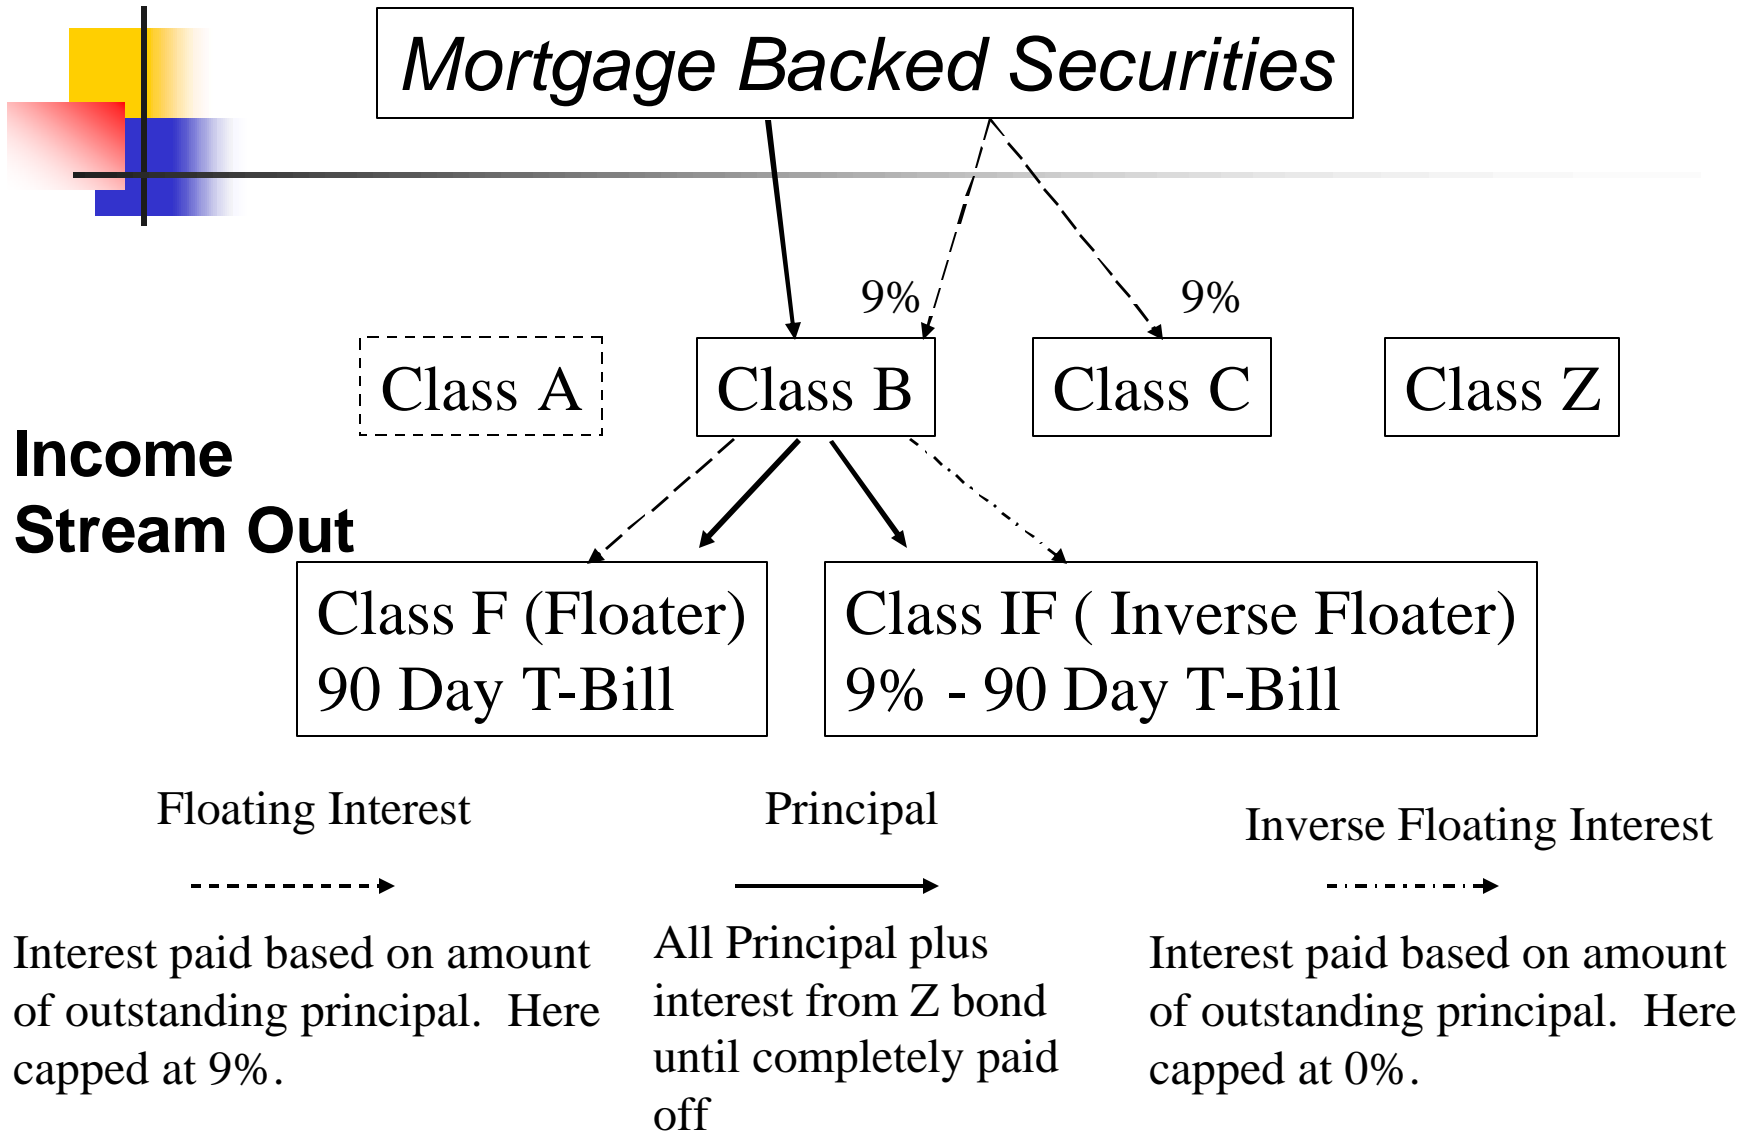 Mortgage Backed Securities
9%
9%
Class A
Class B
Class C
Class Z
Income
Stream Out
Class F (Floater)
90 Day T-Bill
Class IF ( Inverse Floater)
9% - 90 Day T-Bill
Floating Interest
Interest paid based on amount
of outstanding principal.  Here
capped at 9%.
Principal
All Principal plus
interest from Z bond
until completely paid
off
Inverse Floating Interest
Interest paid based on amount
of outstanding principal.  Here
capped at 0%.